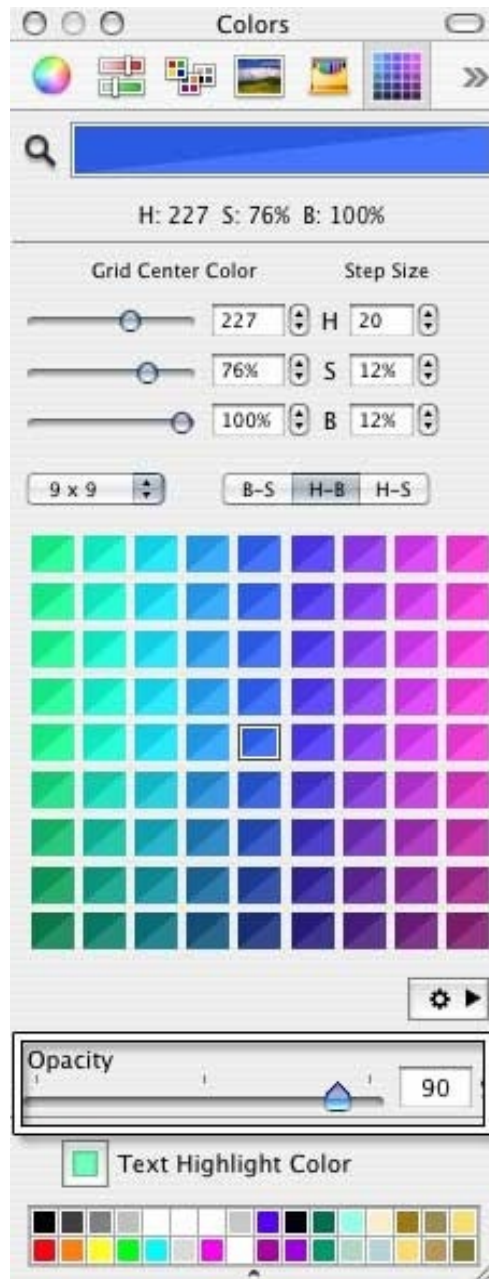 Colors
H: 227 S: 76% B: 100%
Grid Center Color Step Size
227 H 20
76% S 12%
100% B 12%
9 x 9 B-S H-B H-S
Opacity
90
Text Highlight Color